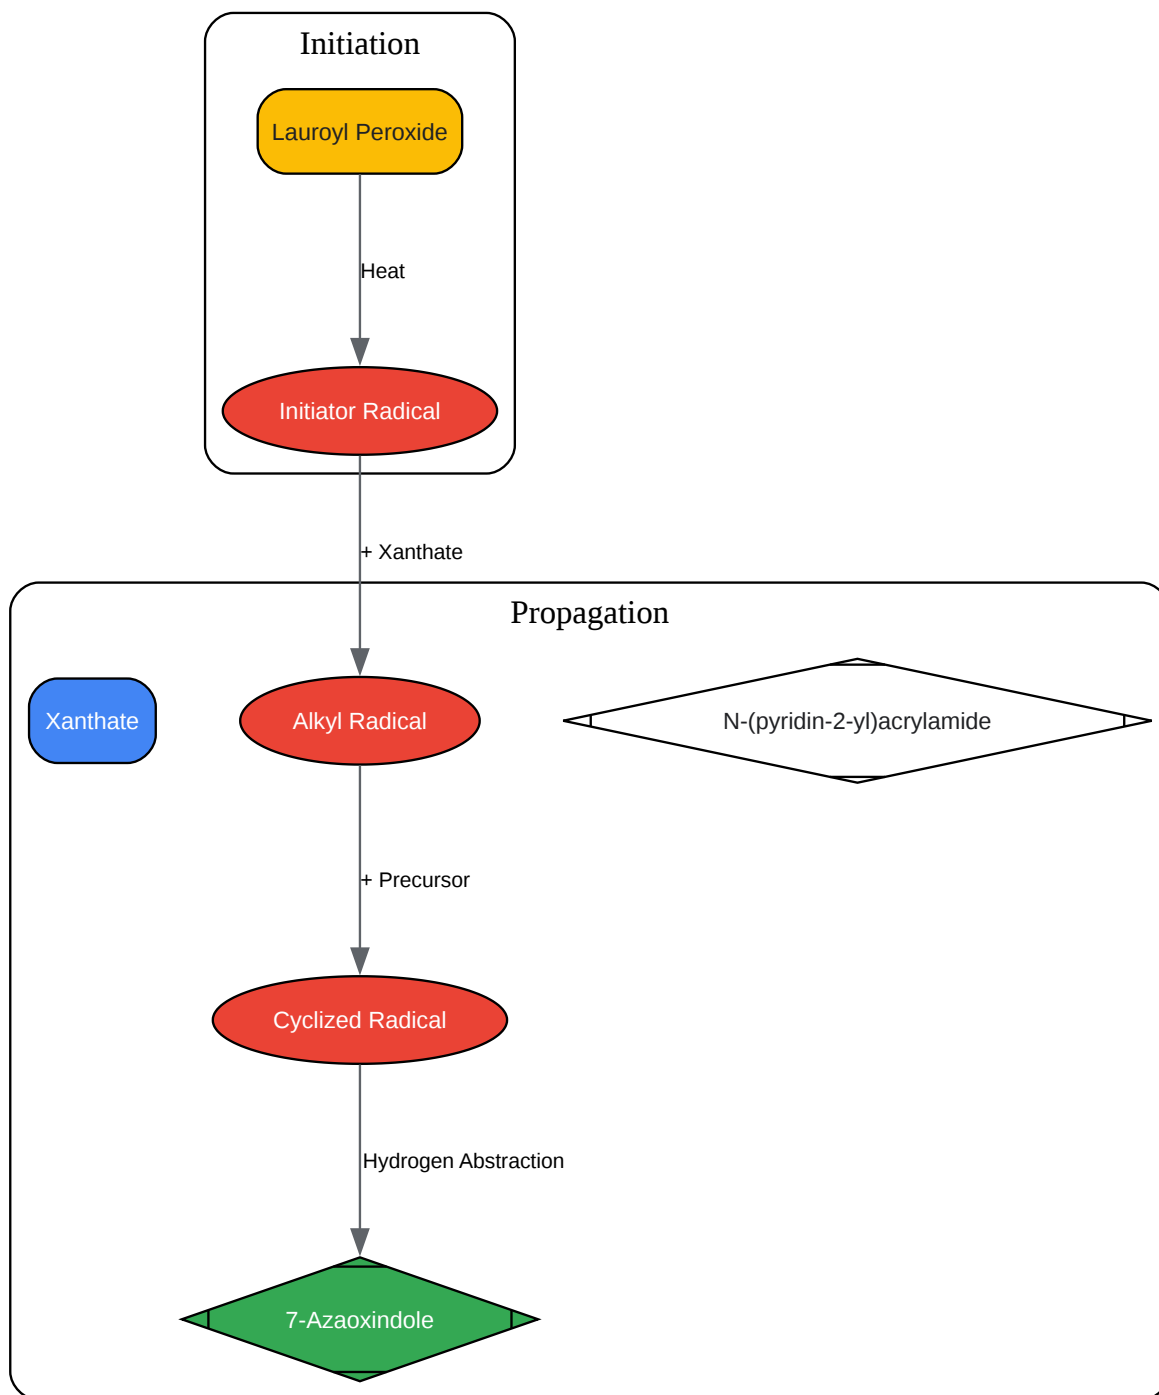 Initiation
Lauroyl Peroxide
Heat
Initiator Radical
+ Xanthate
Propagation
Xanthate
Alkyl Radical
N-(pyridin-2-yl)acrylamide
+ Precursor
Cyclized Radical
Hydrogen Abstraction
7-Azaoxindole